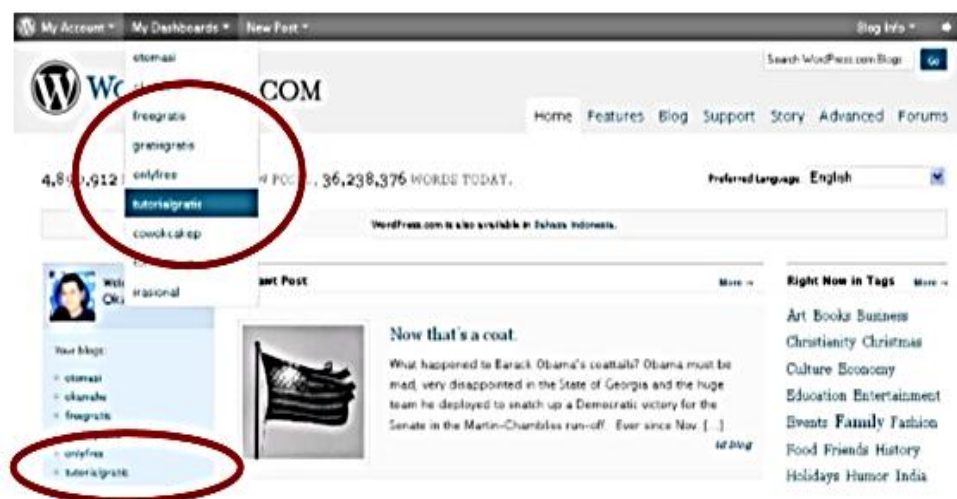 My Account My Dashboards New Post Blog Info
otomasi
Search WordPress.com Blogs Go
COM
freegratis
Home Features Blog Support Story Advanced Forums
gratisgratis
onlyfree
36,238,376 WORDS TODAY.
Preferred Language: English
tutorialgratis
cowokcakep
WordPress.com is also available in Bahasa Indonesia.
irasional
Post More →
Right Now in Tags More →
Now that's a coat.
What happened to Barack Obama's coattails? Obama must be
mad, very disappointed in the State of Georgia and the huge
team he deployed to snatch up a Democratic victory for the
Senate in the Martin-Chambliss run-off. Ever since Nov. [...]
Art Books Business
Christianity Christmas
Culture Economy
Education Entertainment
Events Family Fashion
Food Friends History
Holidays Humor India
Your blogs:
otomasi
freegratis
onlyfree
tutorialgratis